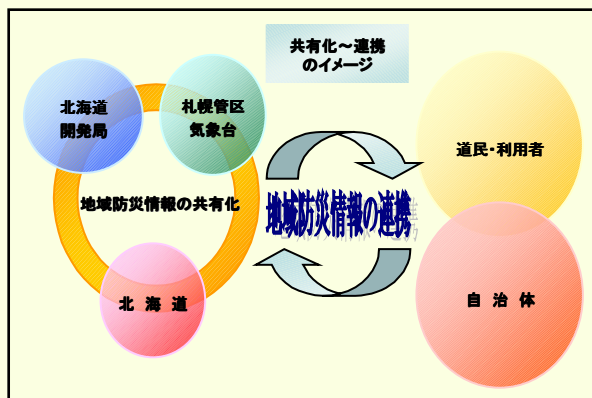 共有化～連携
のイメージ
北海道
開発局
札幌管区
気象台
地域防災情報の共有化
北 海 道
地域防災情報の連携
道民・利用者
自 治 体